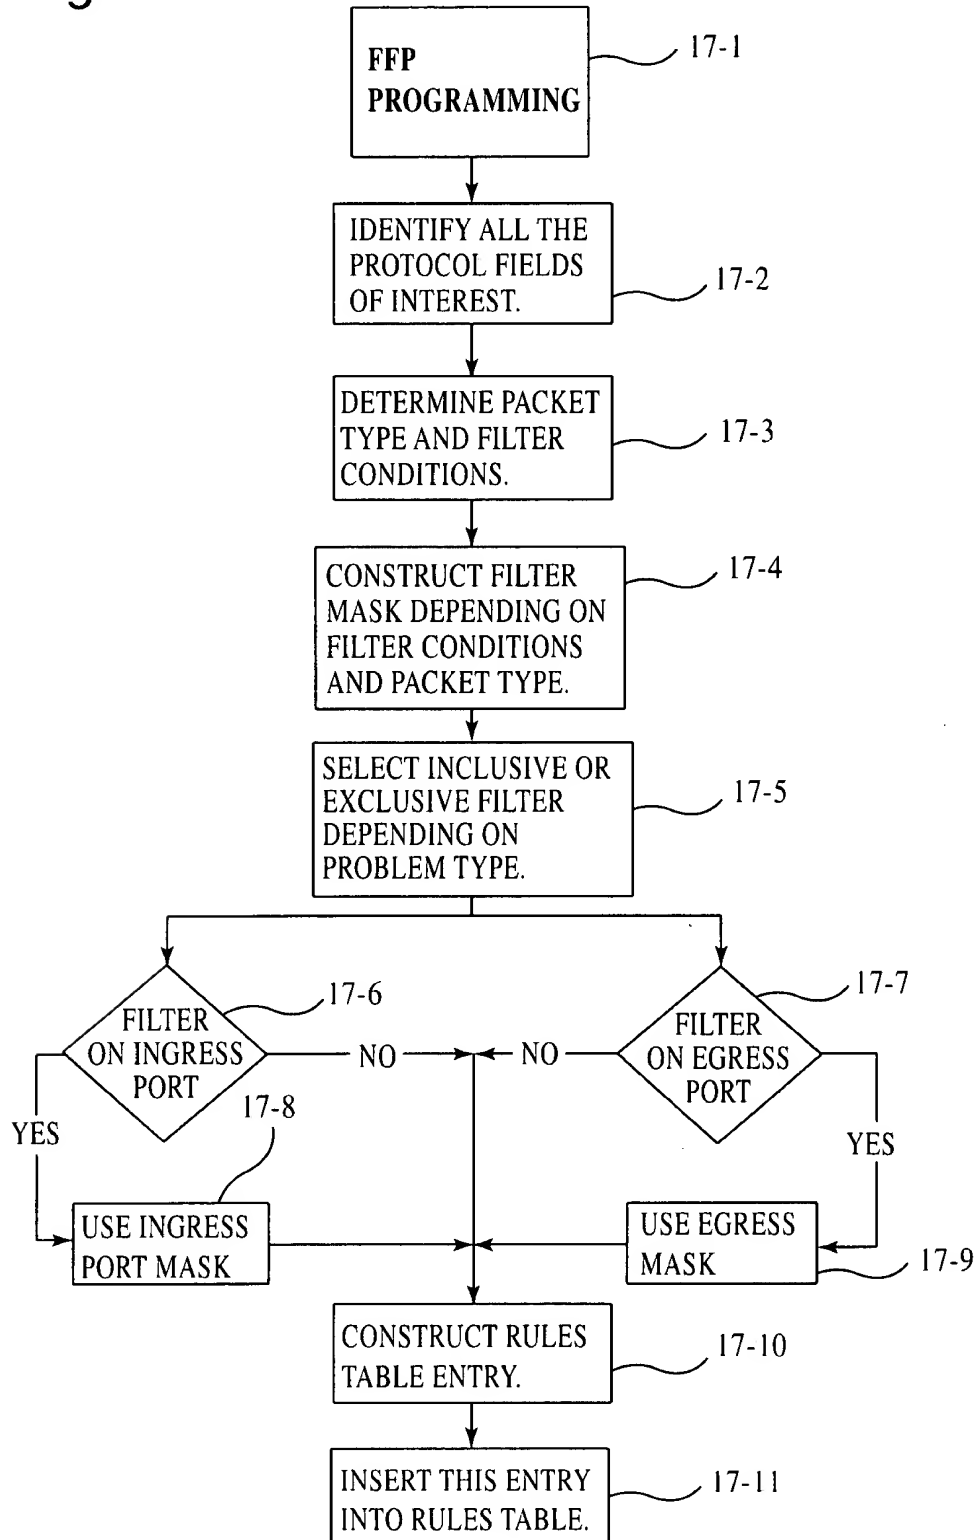 FFP
PROGRAMMING
17-1
IDENTIFY ALL THE
PROTOCOL FIELDS
OF INTEREST.
17-2
DETERMINE PACKET
TYPE AND FILTER
CONDITIONS.
17-3
CONSTRUCT FILTER
MASK DEPENDING ON
FILTER CONDITIONS
AND PACKET TYPE.
17-4
SELECT INCLUSIVE OR
EXCLUSIVE FILTER
DEPENDING ON
PROBLEM TYPE.
17-5
FILTER
ON INGRESS
PORT
17-6
NO
YES
FILTER
ON EGRESS
PORT
17-7
NO
YES
USE INGRESS
PORT MASK
17-8
USE EGRESS
MASK
17-9
CONSTRUCT RULES
TABLE ENTRY.
17-10
INSERT THIS ENTRY
INTO RULES TABLE.
17-11